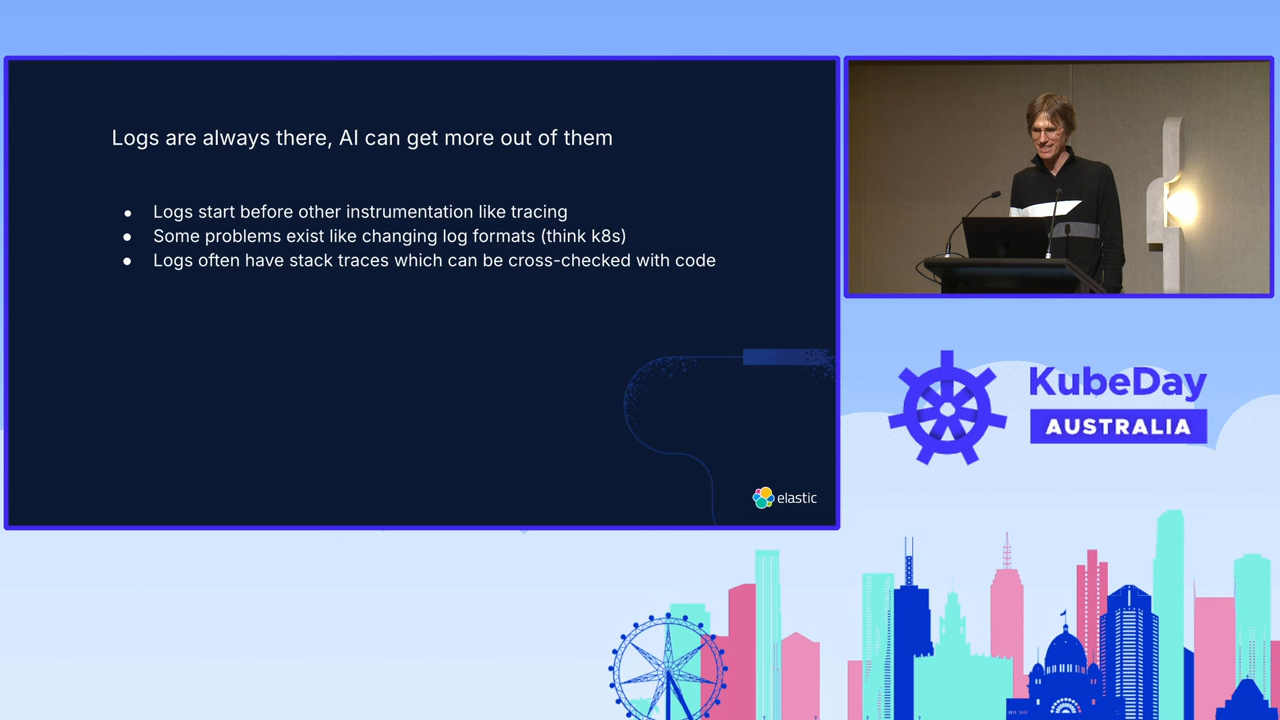 Logs are always there, AI can get more out of them
● Logs start before other instrumentation like tracing
● Some problems exist like changing log formats (think k8s)
● Logs often have stack traces which can be cross-checked with code
elastic
KubeDay
AUSTRALIA